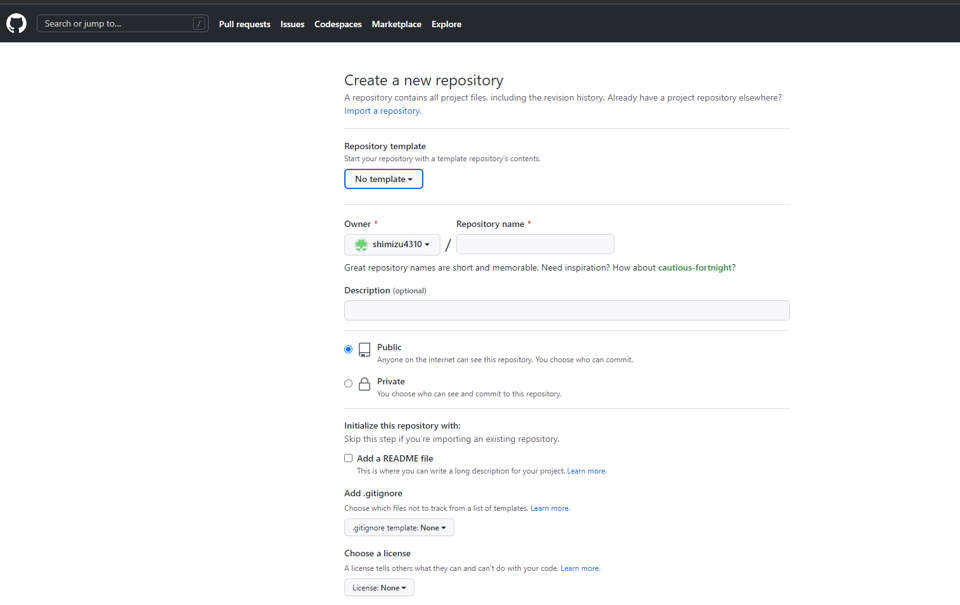 Search or jump to... /
Pull requests Issues Codespaces Marketplace Explore
Create a new repository
A repository contains all project files, including the revision history. Already have a project repository elsewhere?
Import a repository.
Repository template
Start your repository with a template repository's contents.
No template
Owner * Repository name *
shimizu4310 /
Great repository names are short and memorable. Need inspiration? How about cautious-fortnight?
Description (optional)
Public
Anyone on the internet can see this repository. You choose who can commit.
Private
You choose who can see and commit to this repository.
Initialize this repository with:
Skip this step if you're importing an existing repository.
Add a README file
This is where you can write a long description for your project. Learn more.
Add .gitignore
Choose which files not to track from a list of templates. Learn more.
.gitignore template: None
Choose a license
A license tells others what they can and can't do with your code. Learn more.
License: None